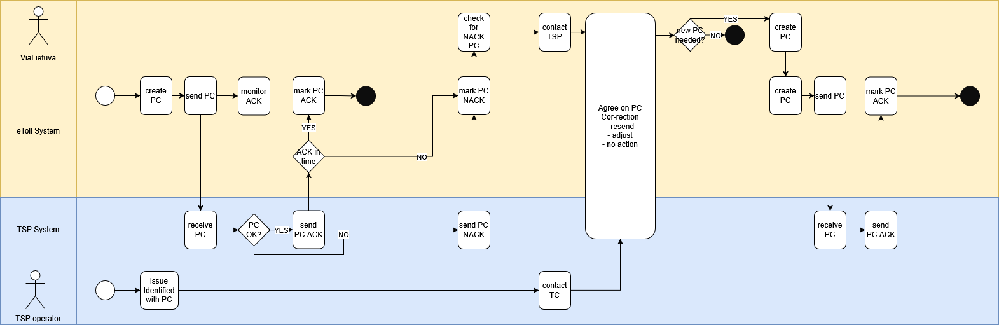 ViaLietuva
check
for
NACK
PC
contact
TSP
new PC
needed?
YES
NO
create
PC
eToll System
create
PC
send PC
monitor
ACK
mark PC
ACK
YES
ACK in
time
NO
mark PC
NACK
Agree on PC
Cor-rection
- resend
- adjust
- no action
create
PC
send PC
mark PC
ACK
TSP System
receive
PC
PC
OK?
YES
send
PC ACK
NO
send PC
NACK
receive
PC
send
PC ACK
TSP operator
issue
Identified
with PC
contact
TC